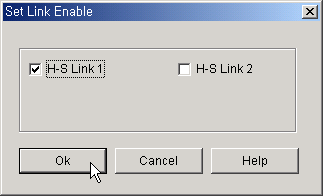 Set Link Enable
H-S Link 1
H-S Link 2
Ok
Cancel
Help